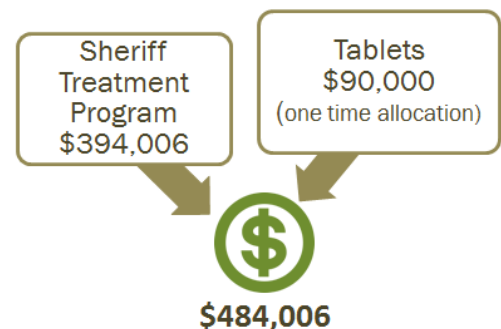 Sheriff
Treatment
Program
$394,006
Tablets
$90,000
(one time allocation)
$
$484,006